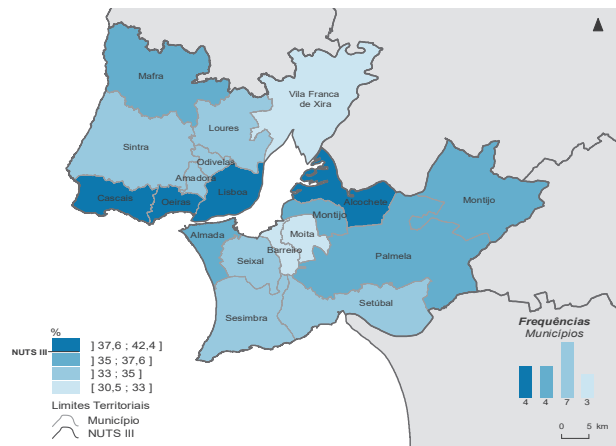 Mafra
Vila Franca
de Xira
Loures
Sintra
Odivelas
Amadora
Cascais
Oeiras
Lisboa
Alcochete
Montijo
Montijo
Almada
Moita
Barreiro
Seixal
Palmela
Sesimbra
Setúbal
%
] 37,6 ; 42,4 ]
NUTS III
] 35 ; 37,6 ]
] 33 ; 35 ]
[ 30,5 ; 33 ]
Limites Territoriais
Município
NUTS III
Frequências
Municípios
4 4 7 3
0 5 km